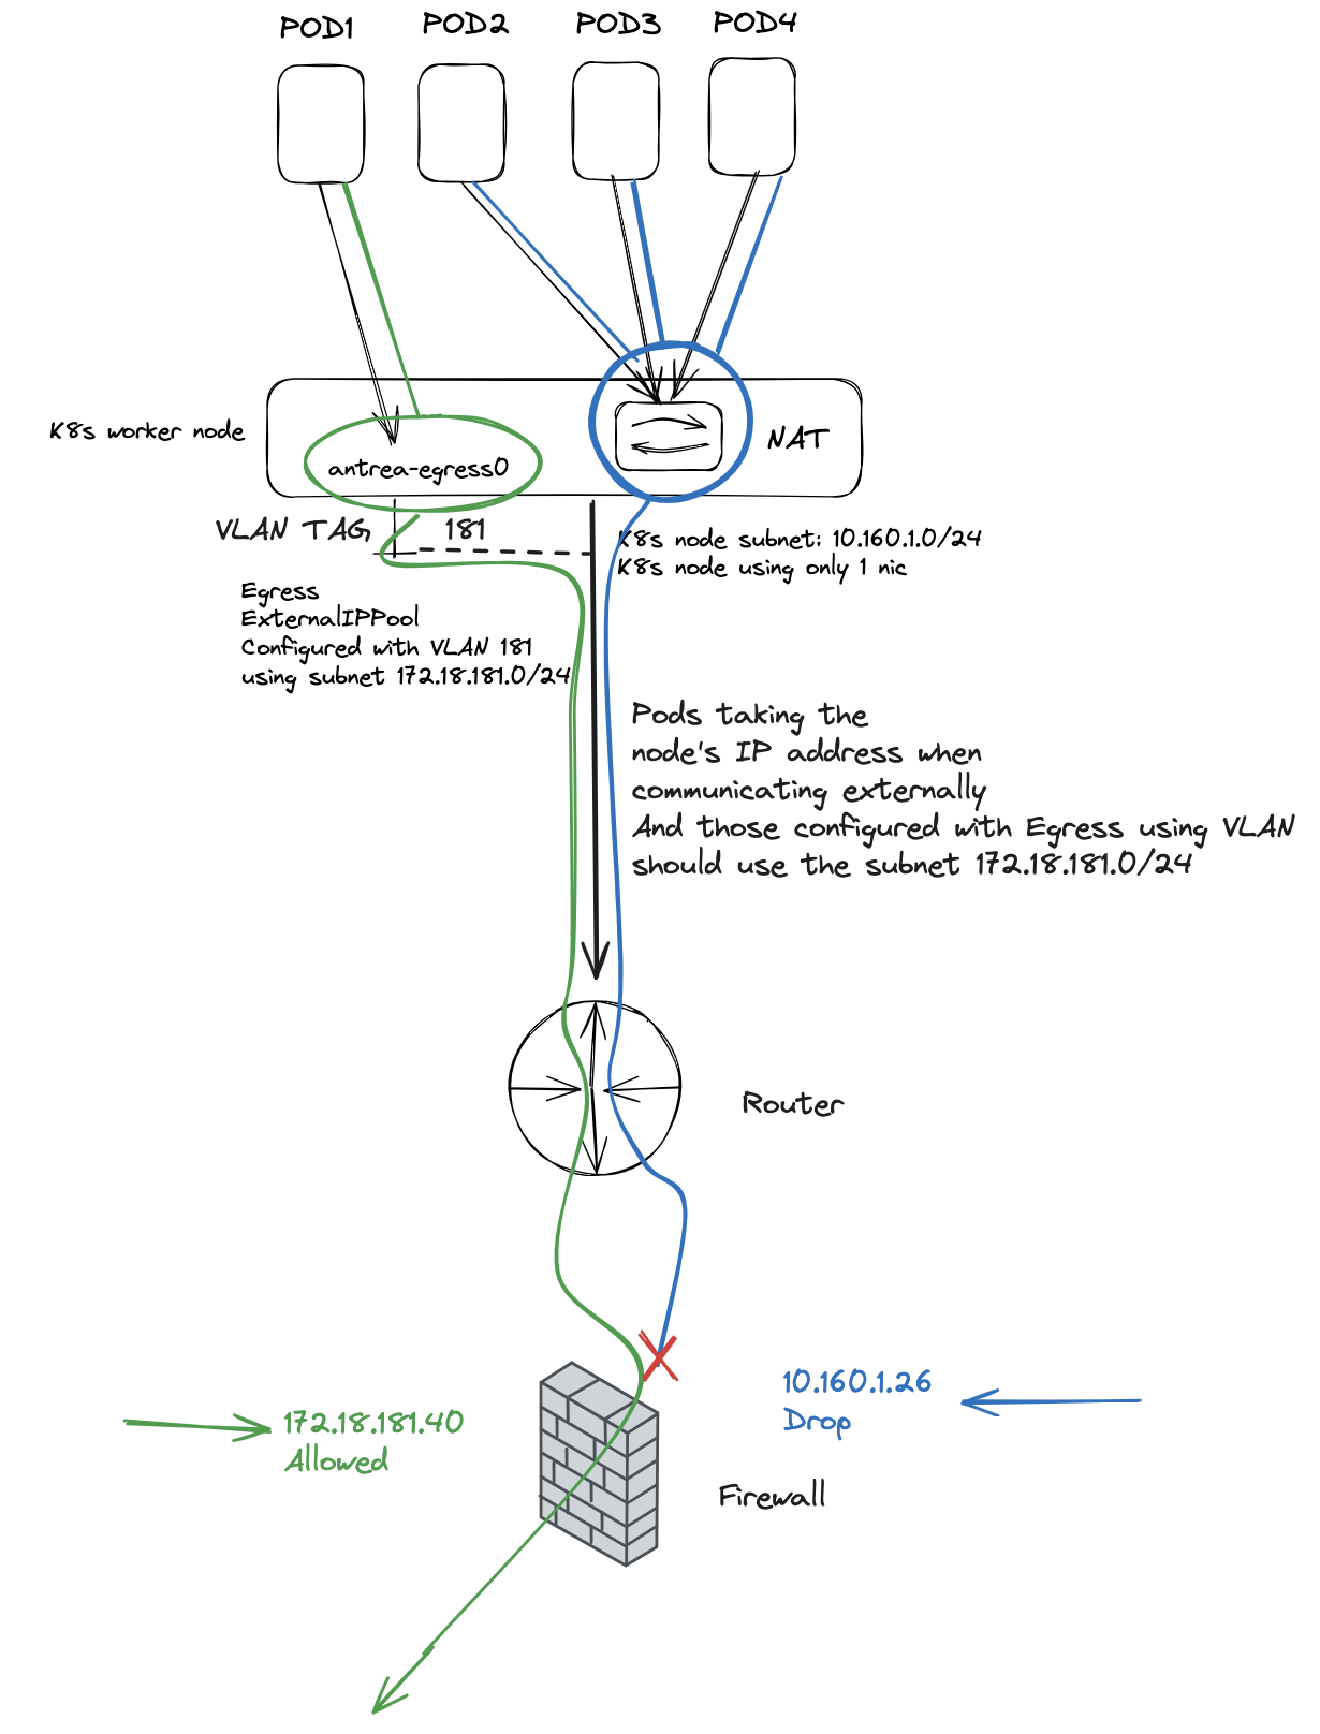 POD1
POD2
POD3
POD4
K8s worker node
antrea-egress0
NAT
VLAN TAG
181
K8s node subnet: 10.160.1.0/24
K8s node using only 1 nic
Egress
ExternalIPPool
Configured with VLAN 181
using subnet 172.18.181.0/24
Pods taking the
node's IP address when
communicating externally
And those configured with Egress using VLAN
should use the subnet 172.18.181.0/24
Router
10.160.1.26
Drop
172.18.181.40
Allowed
Firewall